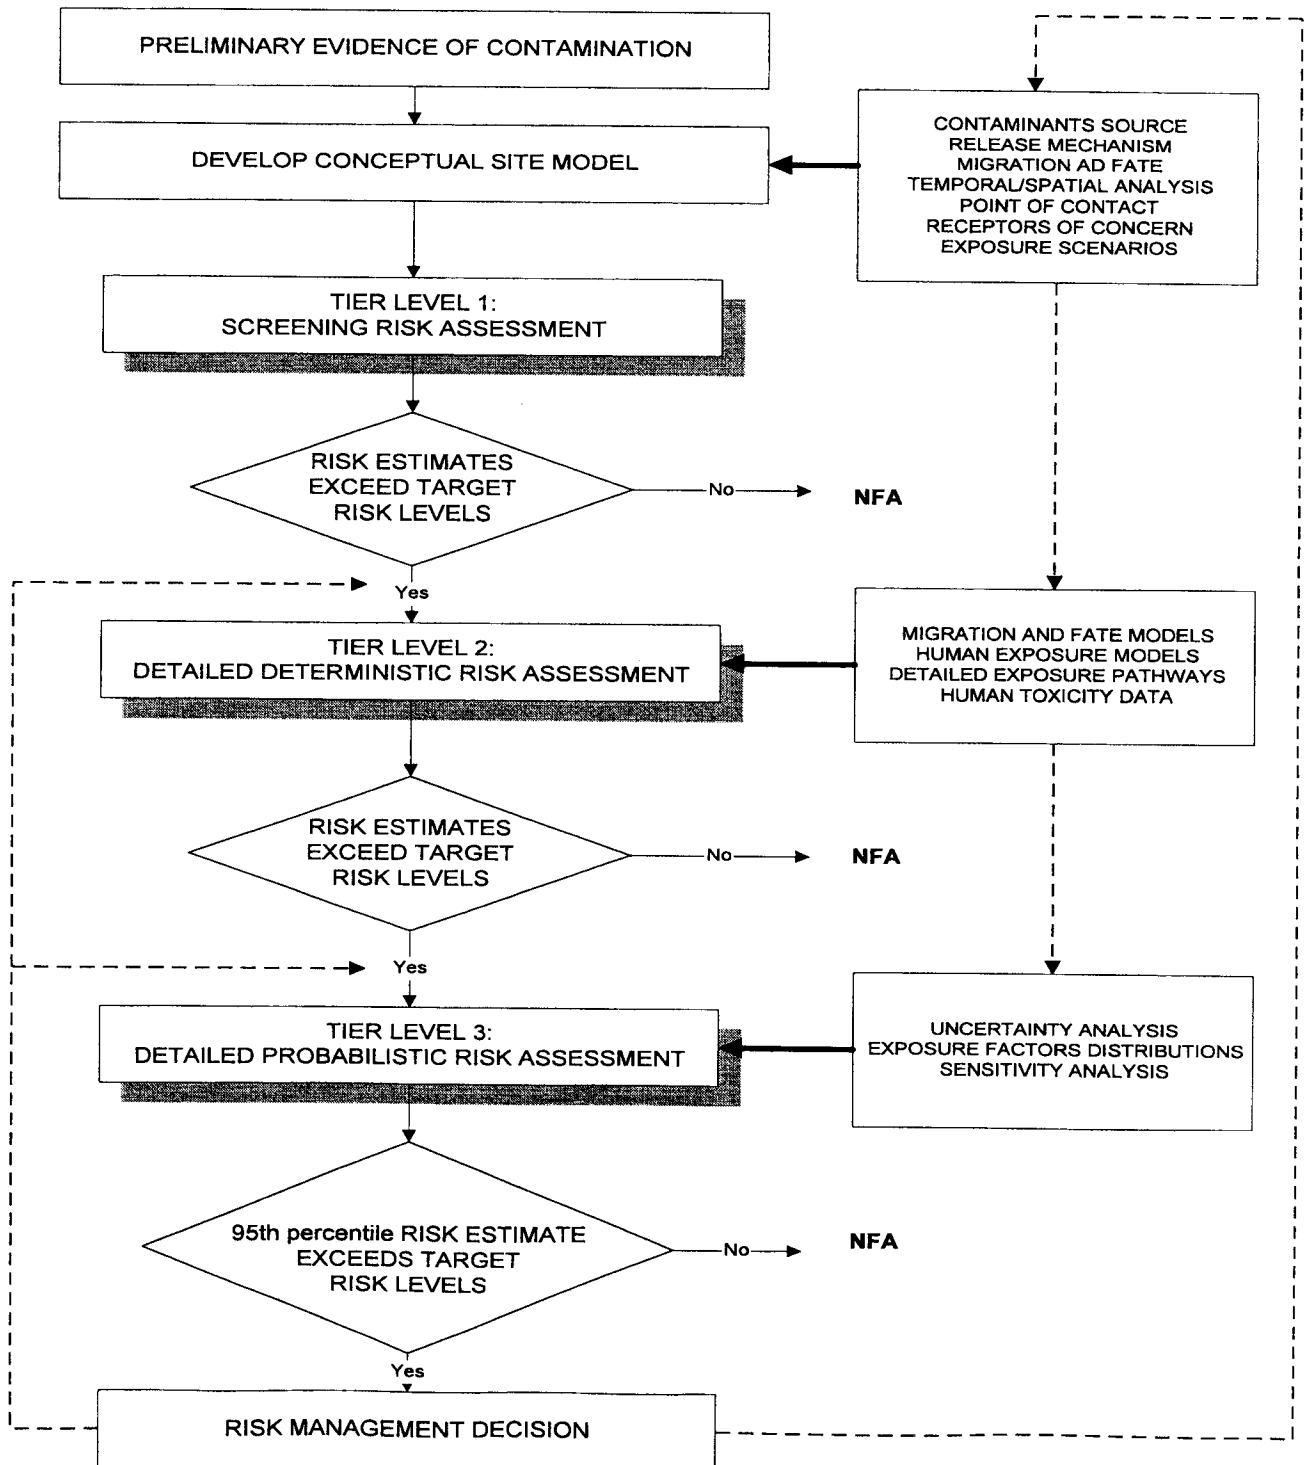 PRELIMINARY EVIDENCE OF CONTAMINATION
DEVELOP CONCEPTUAL SITE MODEL
CONTAMINANTS SOURCE
RELEASE MECHANISM
MIGRATION AD FATE
TEMPORAL/SPATIAL ANALYSIS
POINT OF CONTACT
RECEPTORS OF CONCERN
EXPOSURE SCENARIOS
TIER LEVEL 1:
SCREENING RISK ASSESSMENT
RISK ESTIMATES
EXCEED TARGET
RISK LEVELS
No
NFA
Yes
TIER LEVEL 2:
DETAILED DETERMINISTIC RISK ASSESSMENT
MIGRATION AND FATE MODELS
HUMAN EXPOSURE MODELS
DETAILED EXPOSURE PATHWAYS
HUMAN TOXICITY DATA
RISK ESTIMATES
EXCEED TARGET
RISK LEVELS
No
NFA
Yes
TIER LEVEL 3:
DETAILED PROBABILISTIC RISK ASSESSMENT
UNCERTAINTY ANALYSIS
EXPOSURE FACTORS DISTRIBUTIONS
SENSITIVITY ANALYSIS
95th percentile RISK ESTIMATE
EXCEEDS TARGET
RISK LEVELS
No
NFA
Yes
RISK MANAGEMENT DECISION